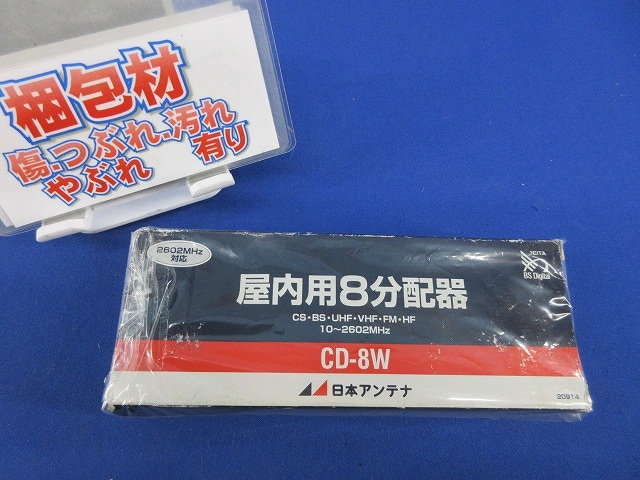 梱包材
傷.つぶれ.汚れ
やぶれ 有り
2602MHz
対応
JEITA
BS Digital
屋内用8分配器
CS・BS・UHF・VHF・FM・HF
10～2602MHz
CD-8W
日本アンテナ